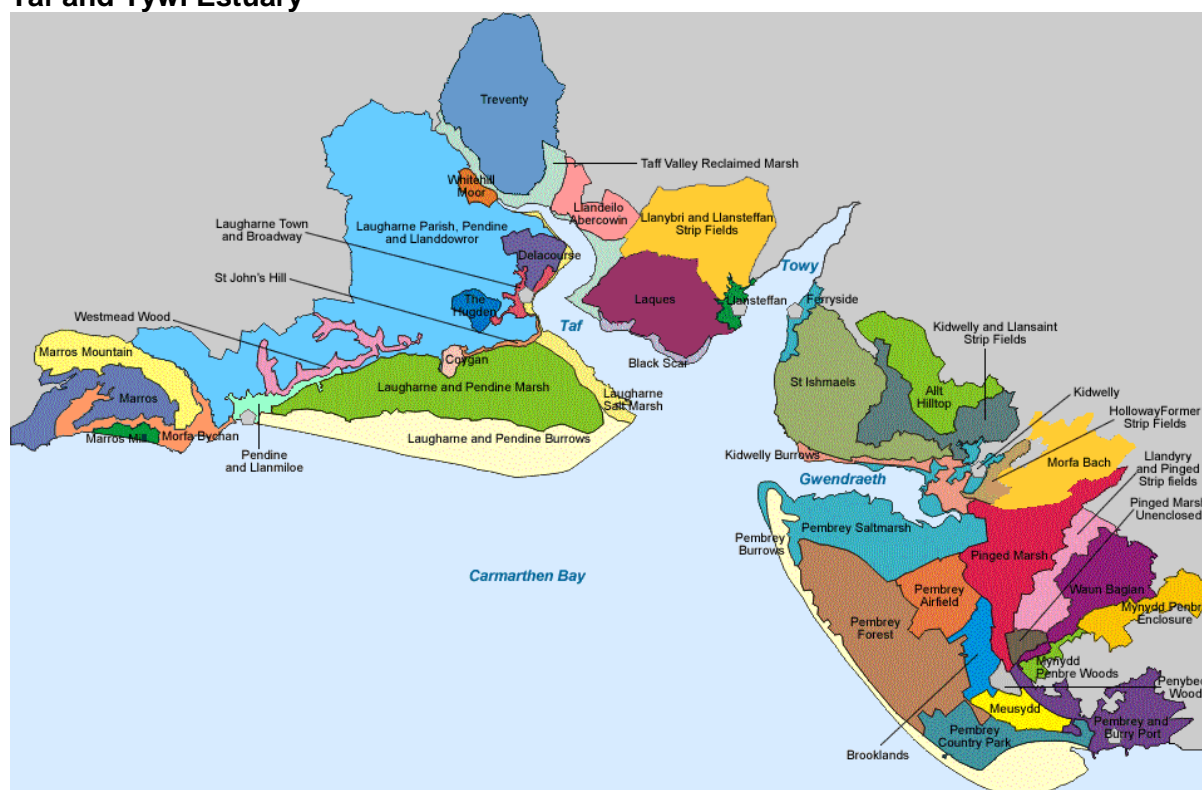 Taf and Tywi Estuary
Treventy
Taff Valley Reclaimed Marsh
Whitehill
Moor
Llandeilo
Abercowin
Llanybri and Llansteffan
Strip Fields
Laugharne Town
and Broadway
Laugharne Parish, Pendine
and Llanddowror
Delacourse
Towy
St John's Hill
The
Hugden
Laques
Llansteffan
Ferryside
Westmead Wood
Taf
Kidwelly and Llansaint
Strip Fields
Marros Mountain
Coygan
Black Scar
St Ishmaels
Allt
Hilltop
Kidwelly
Marros
Laugharne and Pendine Marsh
Laugharne
Salt Marsh
HollowayFormer
Strip Fields
Marros Mill
Morfa Bychan
Laugharne and Pendine Burrows
Kidwelly Burrows
Morfa Bach
Llandyry
and Pinged
Strip fields
Pendine
and Llanmiloe
Gwendraeth
Pinged Marsh
Unenclosed
Pembrey Saltmarsh
Pembrey
Burrows
Pinged Marsh
Carmarthen Bay
Pembrey
Airfield
Waun Bagian
Pembrey
Forest
Mynydd Penbr
Enclosure
Mynydd
Penbre Woods
Wood
Meusydd
Pembrey
Country Park
Pembrey and
Burry Port
Brooklands